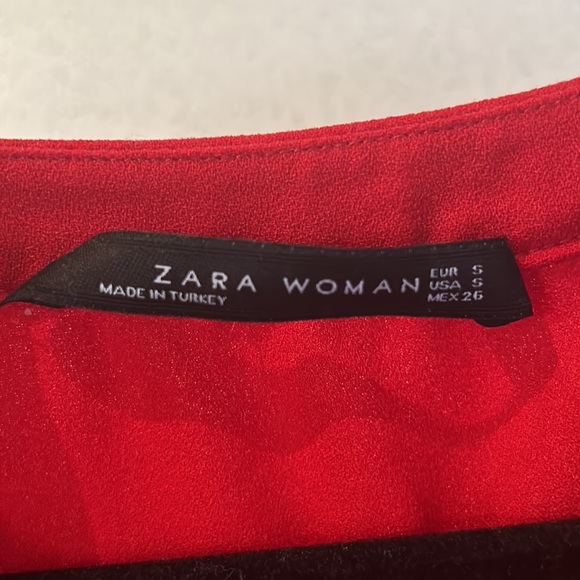 ZARA WOMAN
MADE IN TURKEY
EUR S
USA S
MEX 26